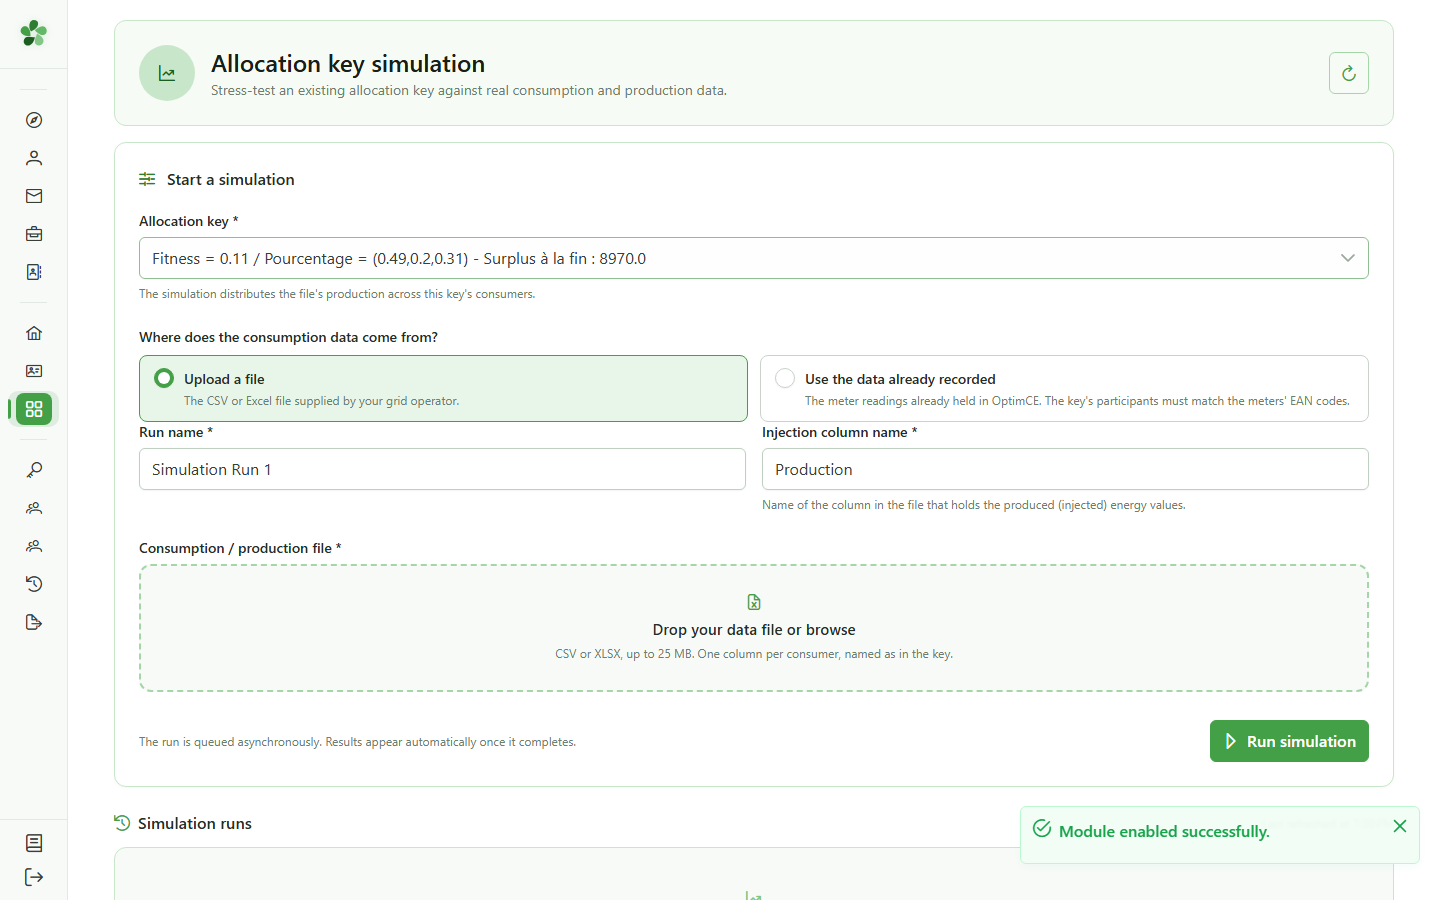 Allocation key simulation
Stress-test an existing allocation key against real consumption and production data.
Start a simulation
Allocation key *
Fitness = 0.11 / Pourcentage = (0.49,0.2,0.31) - Surplus à la fin : 8970.0
The simulation distributes the file's production across this key's consumers.
Where does the consumption data come from?
Upload a file
The CSV or Excel file supplied by your grid operator.
Use the data already recorded
The meter readings already held in OptimCE. The key's participants must match the meters' EAN codes.
Run name *
Simulation Run 1
Injection column name *
Production
Name of the column in the file that holds the produced (injected) energy values.
Consumption / production file *
Drop your data file or browse
CSV or XLSX, up to 25 MB. One column per consumer, named as in the key.
The run is queued asynchronously. Results appear automatically once it completes.
Run simulation
Simulation runs
Module enabled successfully.